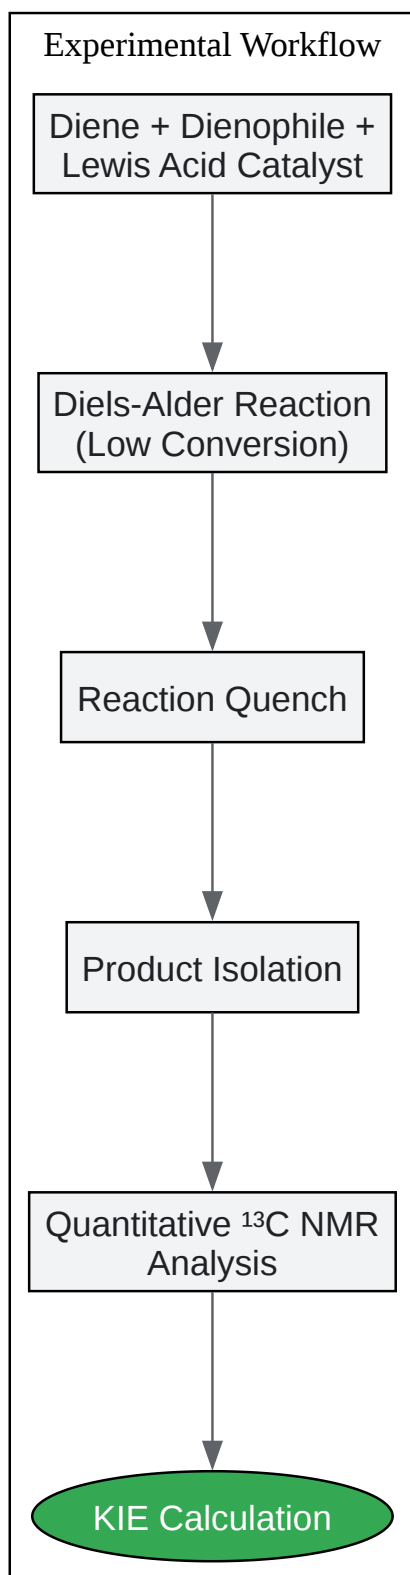 Experimental Workflow
Diene + Dienophile +
Lewis Acid Catalyst
Diels-Alder Reaction
(Low Conversion)
Reaction Quench
Product Isolation
Quantitative ¹³C NMR
Analysis
KIE Calculation